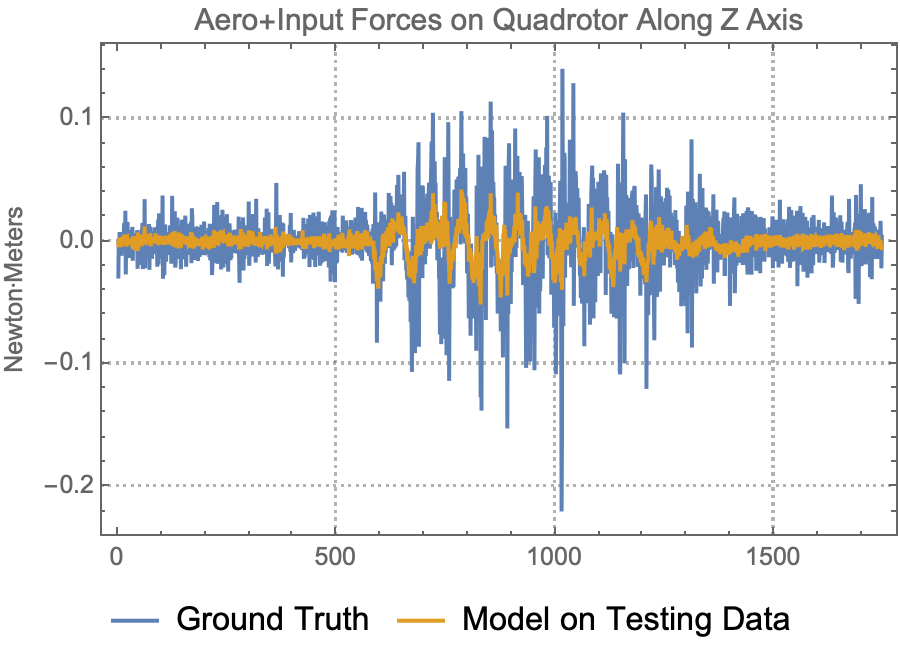 Aero+Input Forces on Quadrotor Along Z Axis
Newton·Meters
0.1
0.0
−0.1
−0.2
0
500
1000
1500
Ground Truth
Model on Testing Data